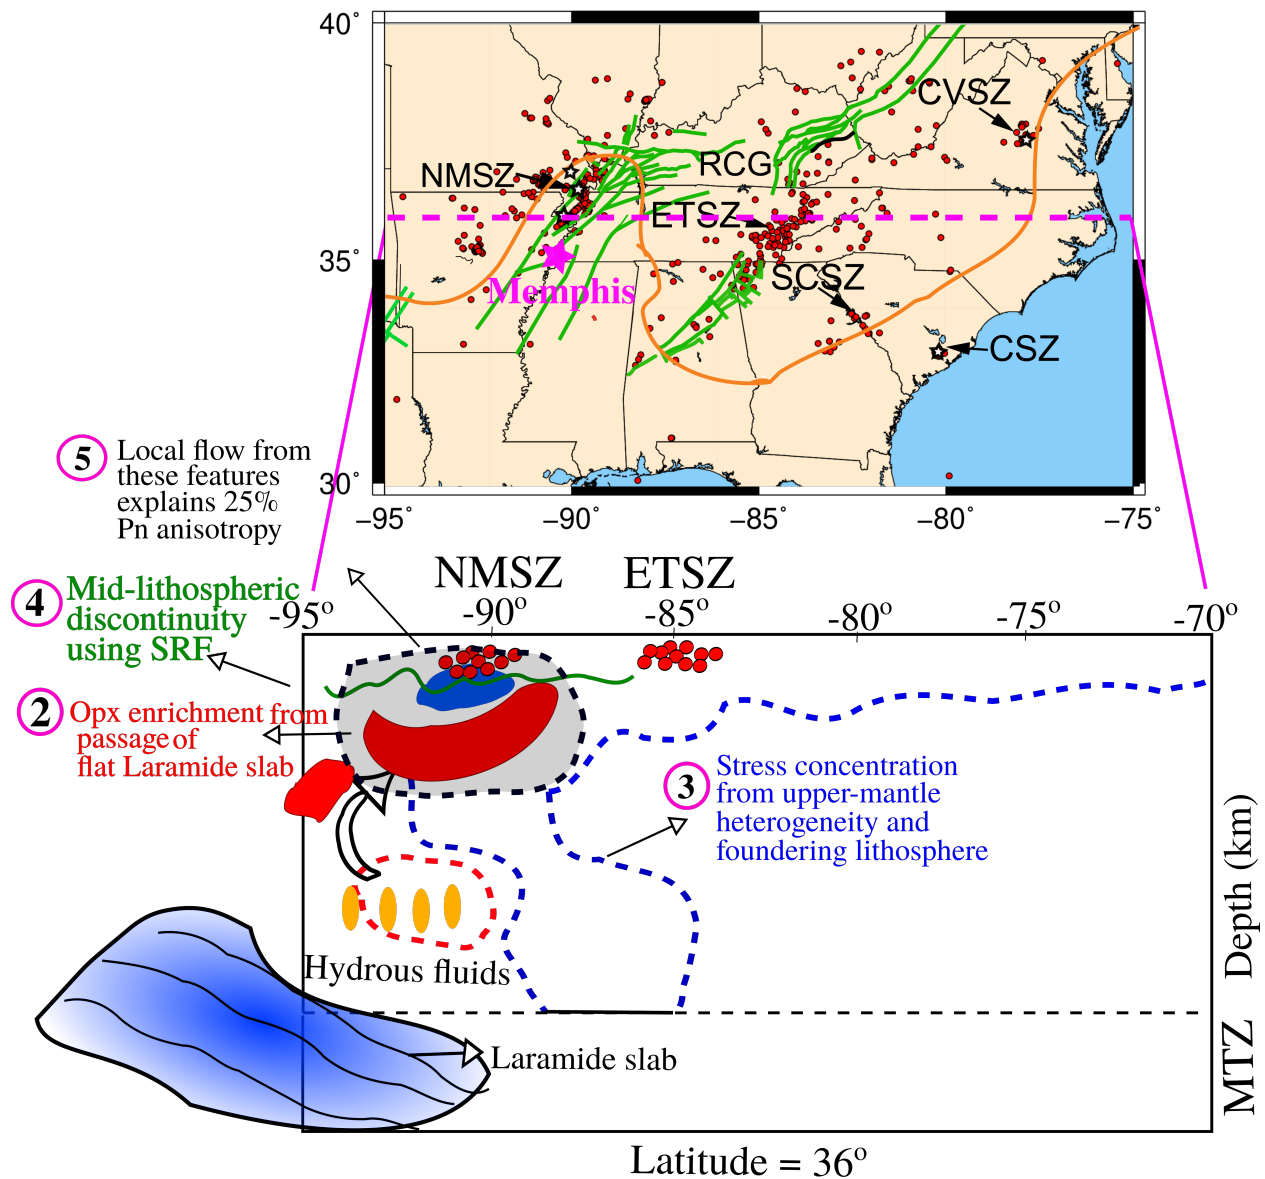 40°
CVSZ
NMSZ
RCG
ETSZ
35°
SCSZ
Memphis
CSZ
30°
−95°
−90°
−85°
−80°
−75°
5
Local flow from
these features
explains 25%
Pn anisotropy
NMSZ
ETSZ
-95º
-90º
-85º
-80º
-75º
-70º
4
Mid-lithospheric
discontinuity
using SRF
2
Opx enrichment from
passage of
flat Laramide slab
3
Stress concentration
from upper-mantle
heterogeneity and
foundering lithosphere
Depth (km)
Hydrous fluids
Laramide slab
MTZ
Latitude = 36º